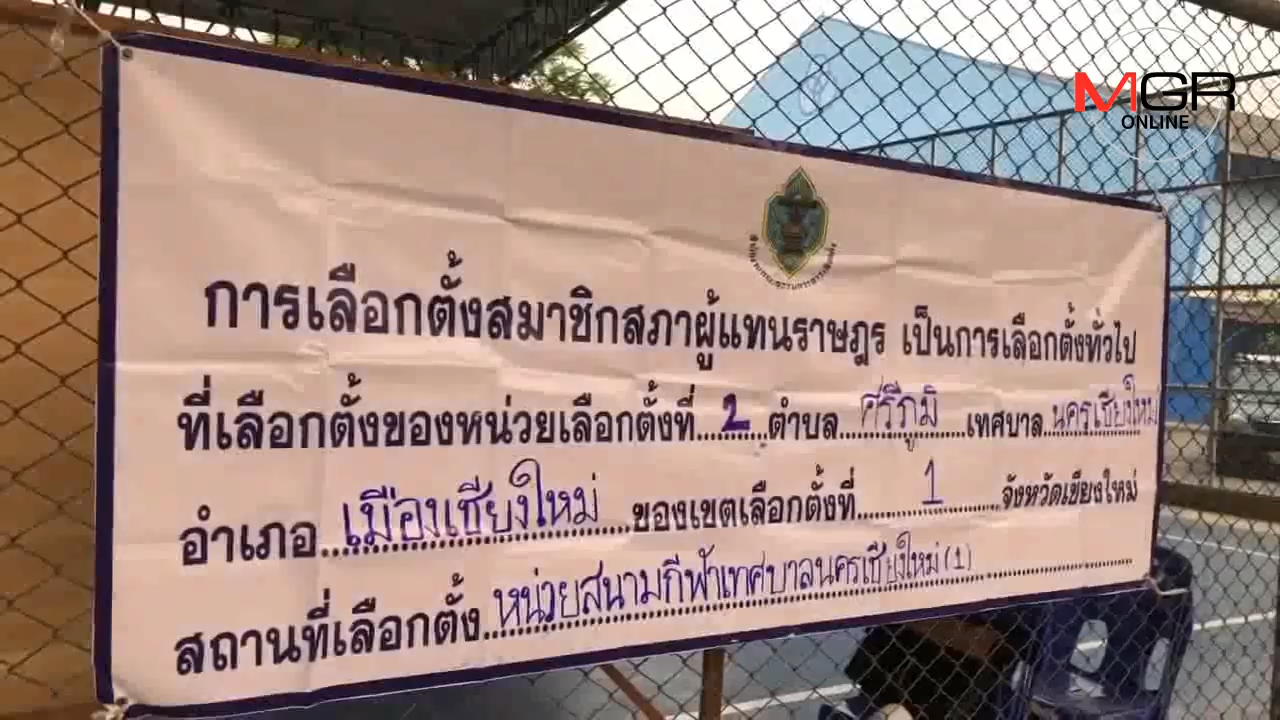 MGR
ONLINE
การเลือกตั้งสมาชิกสภาผู้แทนราษฎร เป็นการเลือกตั้งทั่วไป
ที่เลือกตั้งของหน่วยเลือกตั้งที่.....2.....ตำบล...ศรีภูมิ...เทศบาล นครเชียงใหม่
อำเภอ...เมืองเชียงใหม่...ของเขตเลือกตั้งที่.......1.......จังหวัดเชียงใหม่
สถานที่เลือกตั้ง..หน่วยสนามกีฬาเทศบาลนครเชียงใหม่ (1)..........